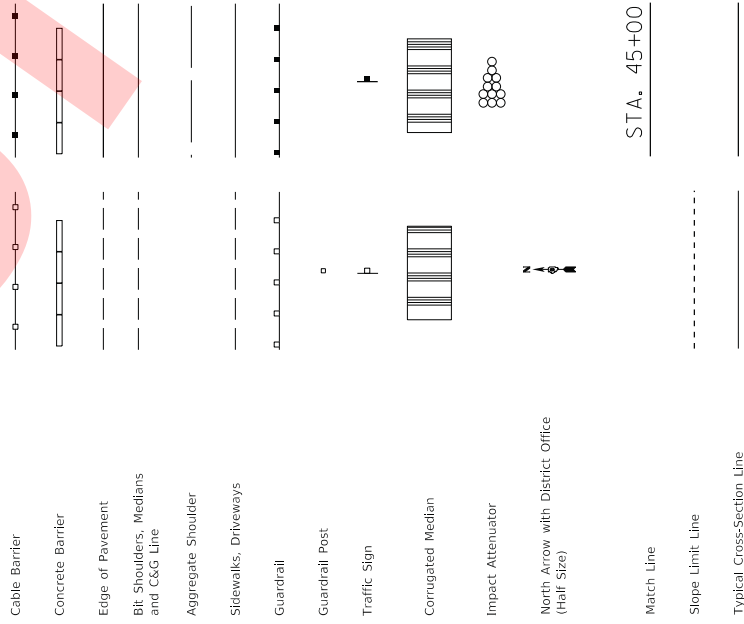 Cable Barrier
Concrete Barrier
Edge of Pavement
Bit Shoulders, Medians
and C&G Line
Aggregate Shoulder
Sidewalks, Driveways
Guardrail
Guardrail Post
Traffic Sign
Corrugated Median
Impact Attenuator
North Arrow with District Office
(Half Size)
N
Match Line
STA. 45+00
Slope Limit Line
Typical Cross-Section Line